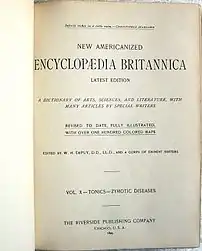 NEW AMERICANIZED
ENCYCLOPÆDIA BRITANNICA
LATEST EDITION
A DICTIONARY OF ARTS, SCIENCES, AND LITERATURE, WITH
MANY ARTICLES BY SPECIAL WRITERS
REVISED TO DATE, FULLY ILLUSTRATED,
WITH OVER ONE HUNDRED COLORED MAPS
EDITED BY W. H. DEPUY, D.D., LL.D., AND A CORPS OF EMINENT WRITERS
VOL. X—TONICS—ZYMOTIC DISEASES
THE RIVERSIDE PUBLISHING COMPANY
CHICAGO, U.S.A.